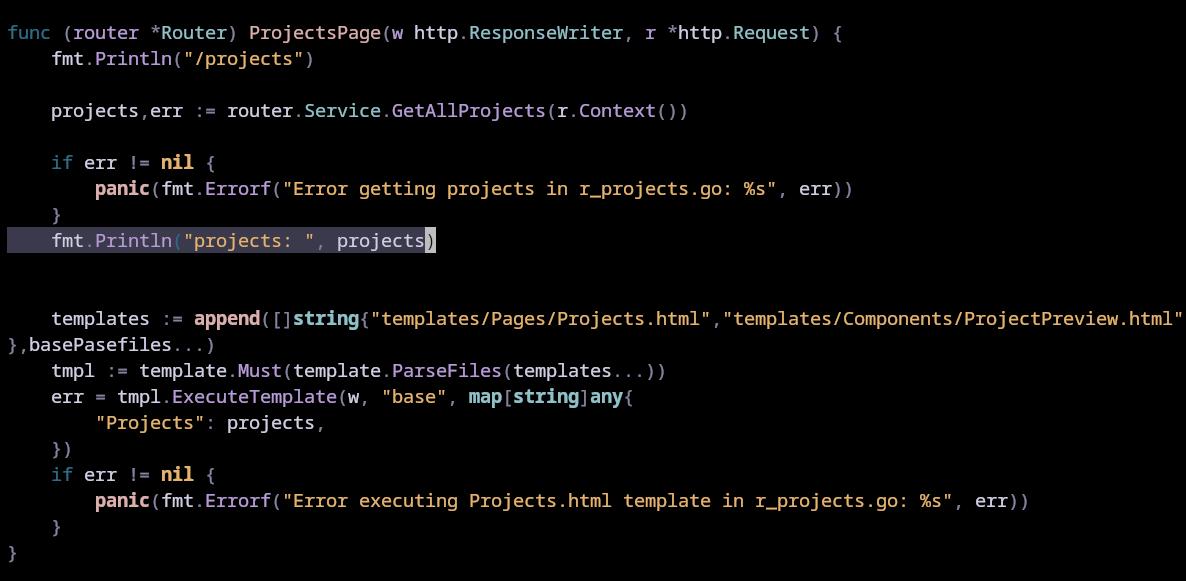 func (router *Router) ProjectsPage(w http.ResponseWriter, r *http.Request) {
    fmt.Println("/projects")
    projects,err := router.Service.GetAllProjects(r.Context())
    if err != nil {
        panic(fmt.Errorf("Error getting projects in r_projects.go: %s", err))
    }
    fmt.Println("projects: ", projects)
    templates := append([]string{"templates/Pages/Projects.html","templates/Components/ProjectPreview.html"
},basePasefiles...)
    tmpl := template.Must(template.ParseFiles(templates...))
    err = tmpl.ExecuteTemplate(w, "base", map[string]any{
        "Projects": projects,
    })
    if err != nil {
        panic(fmt.Errorf("Error executing Projects.html template in r_projects.go: %s", err))
    }
}